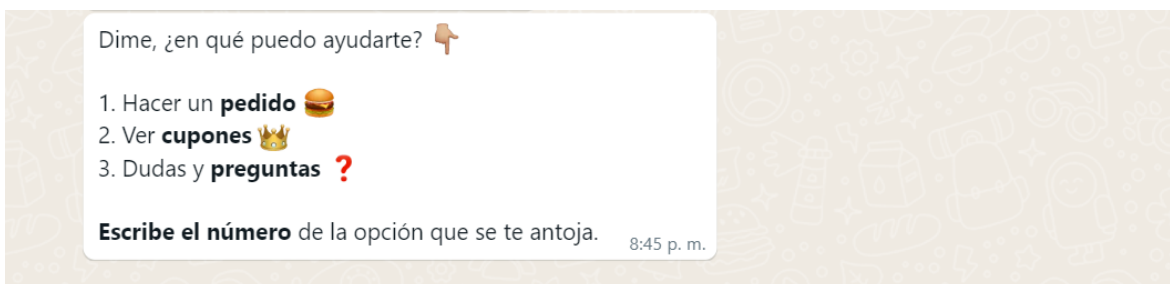 Dime, ¿en qué puedo ayudarte? 👇🏼
1. Hacer un pedido 🍔
2. Ver cupones 👑
3. Dudas y preguntas ❓
Escribe el número de la opción que se te antoja.
8:45 p. m.